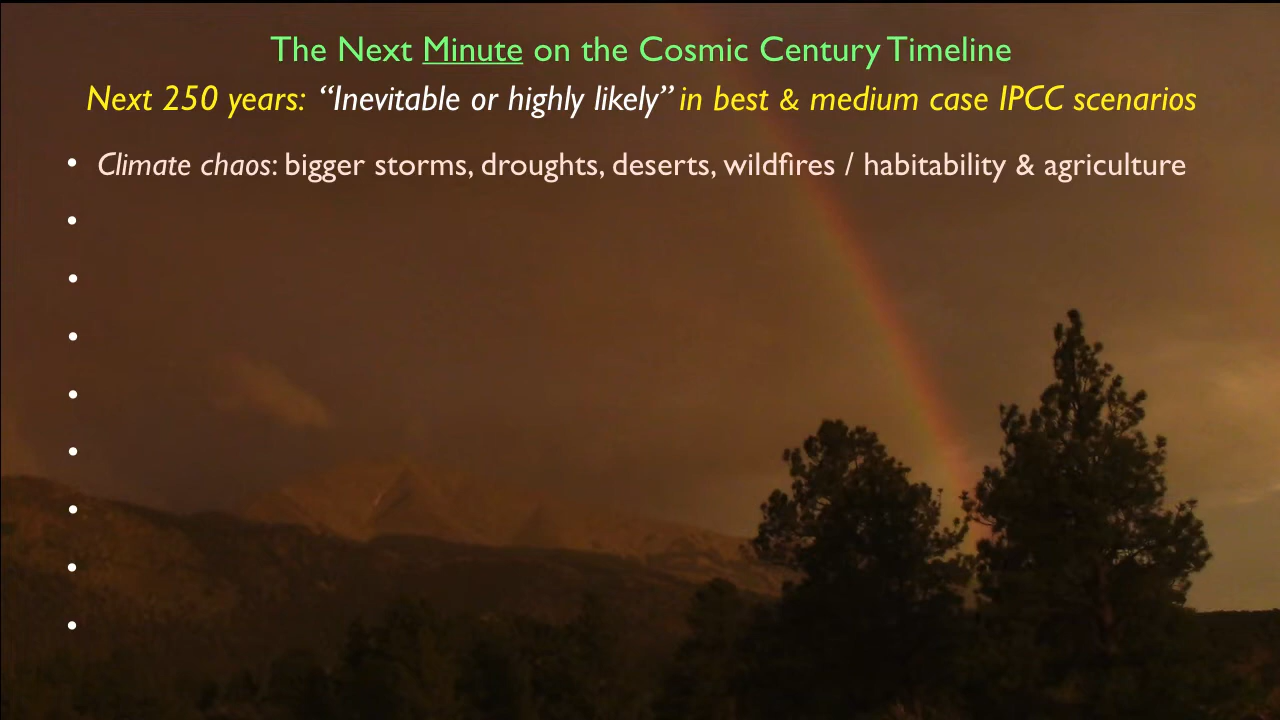 The Next Minute on the Cosmic Century Timeline
Next 250 years: “Inevitable or highly likely” in best & medium case IPCC scenarios
• Climate chaos: bigger storms, droughts, deserts, wildfires / habitability & agriculture
•
•
•
•
•
•
•
•